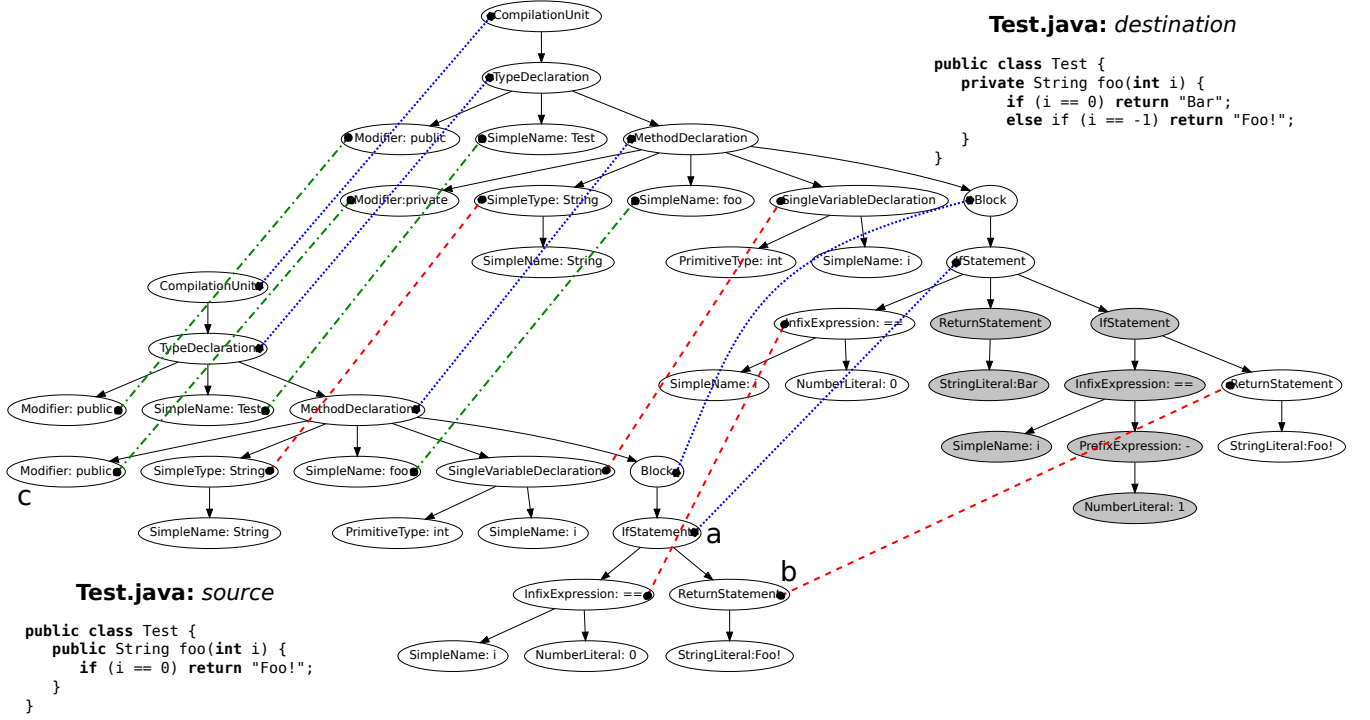 CompilationUnit
Test.java: destination
public class Test {
private String foo(int i) {
if (i == 0) return "Bar";
else if (i == -1) return "Foo!";
}
}
TypeDeclaration
Modifier: public
SimpleName: Test
MethodDeclaration
Modifier:private
SimpleType: String
SimpleName: foo
SingleVariableDeclaration
Block
SimpleName: String
PrimitiveType: int
SimpleName: i
IfStatement
CompilationUnit
InfixExpression: ==
ReturnStatement
IfStatement
TypeDeclaration
SimpleName: i
NumberLiteral: 0
StringLiteral:Bar
InfixExpression: ==
ReturnStatement
Modifier: public
SimpleName: Test
MethodDeclaration
SimpleName: i
PrefixExpression: -
StringLiteral:Foo!
Modifier: public
SimpleType: String
SimpleName: foo
SingleVariableDeclaration
Block
c
NumberLiteral: 1
SimpleName: String
PrimitiveType: int
SimpleName: i
IfStatement
a
b
InfixExpression: ==
ReturnStatement
SimpleName: i
NumberLiteral: 0
StringLiteral:Foo!
Test.java: source
public class Test {
public String foo(int i) {
if (i == 0) return "Foo!";
}
}